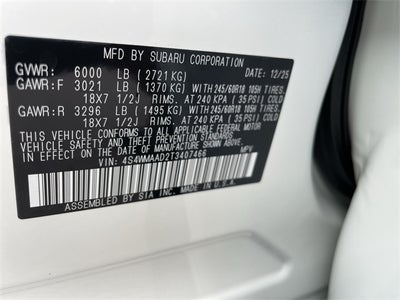 MFD BY SUBARU CORPORATION
GVWR: 6000 LB (2721 KG) DATE: 12/25
GAWR:F 3021 LB (1370 KG) WITH 245/60R18 105H TIRES.
18X7 1/2J RIMS. AT 240 KPA (35 PSI) COLD
GAWR:R 3296 LB (1495 KG) WITH 245/60R18 105H TIRES.
18X7 1/2J RIMS. AT 240 KPA (35 PSI) COLD
THIS VEHICLE CONFORMS TO ALL APPLICABLE FEDERAL MOTOR
VEHICLE SAFETY STANDARDS IN EFFECT ON THE DATE OF
MANUFACTURE SHOWN ABOVE.
VIN: 4S4WMAAD2T3407466 MPV
ASSEMBLED BY SIA INC. MADE IN U.S.A.